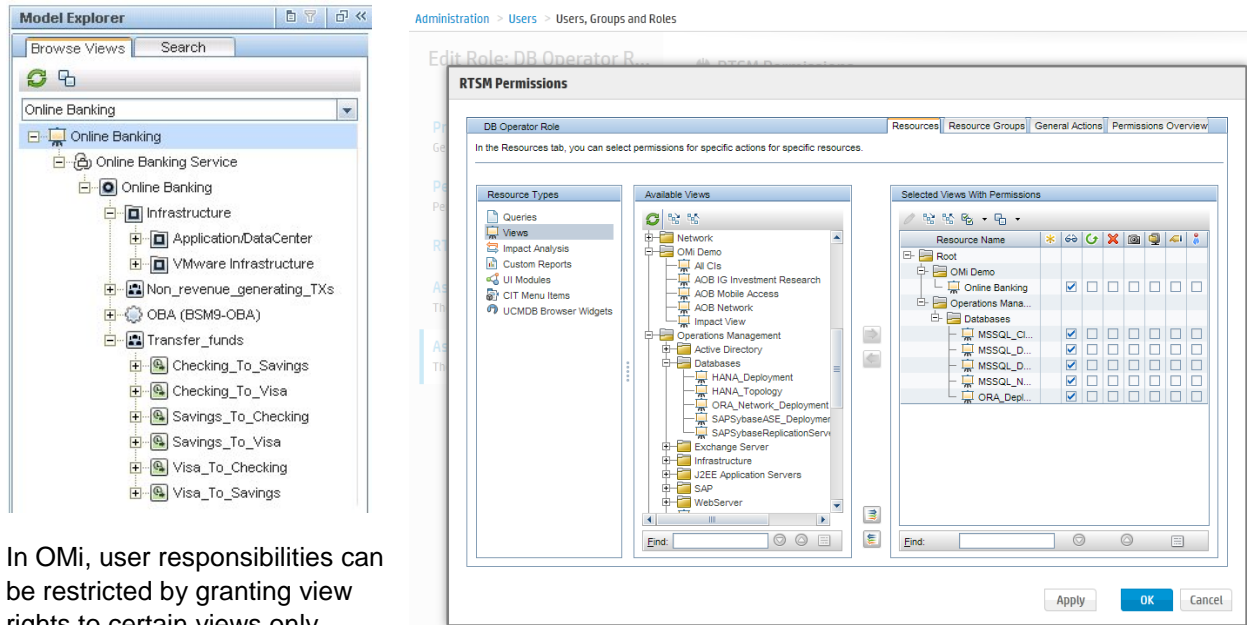 Model Explorer
Browse Views
Search
Online Banking
Online Banking
Online Banking Service
Online Banking
Infrastructure
Application/DataCenter
VMware Infrastructure
Non_revenue_generating_TXs
OBA (BSM9-OBA)
Transfer_funds
Checking_To_Savings
Checking_To_Visa
Savings_To_Checking
Savings_To_Visa
Visa_To_Checking
Visa_To_Savings
In OMi, user responsibilities can
be restricted by granting view
rights to certain views only
Administration > Users > Users, Groups and Roles
Edit Role: DB Operator R...
RTSM Permissions
RTSM Permissions
DB Operator Role
Resources
Resource Groups
General Actions
Permissions Overview
In the Resources tab, you can select permissions for specific actions for specific resources.
Resource Types
Queries
Views
Impact Analysis
Custom Reports
UI Modules
CIT Menu Items
UCMDB Browser Widgets
Available Views
Network
OMi Demo
All CIs
AOB IG Investment Research
AOB Mobile Access
AOB Network
Impact View
Operations Management
Active Directory
Databases
HANA_Deployment
HANA_Topology
ORA_Network_Deployment
SAPSybaseASE_Deploymer
SAPSybaseReplicationServ
Exchange Server
Infrastructure
J2EE Application Servers
SAP
WebServer
Find:
Selected Views With Permissions
Resource Name
Root
OMi Demo
Online Banking
Operations Mana...
Databases
MSSQL_Cl...
MSSQL_D...
MSSQL_D...
MSSQL_N...
ORA_Depl...
Find:
Apply
OK
Cancel